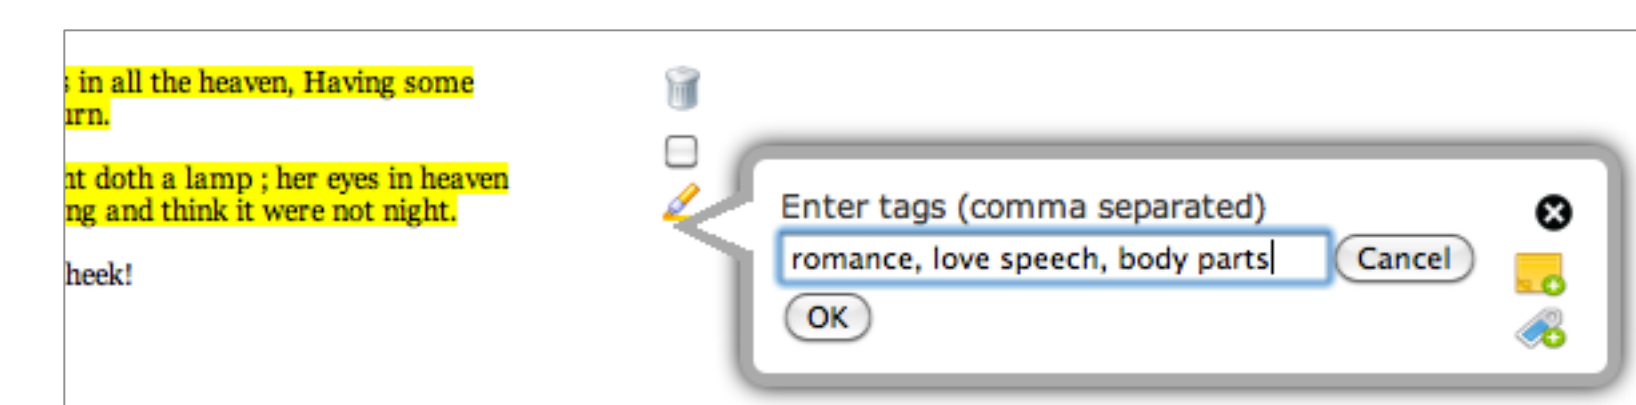 in all the heaven, Having some
urn.
nt doth a lamp ; her eyes in heaven
ng and think it were not night.
heek!
Enter tags (comma separated)
romance, love speech, body parts
Cancel
OK